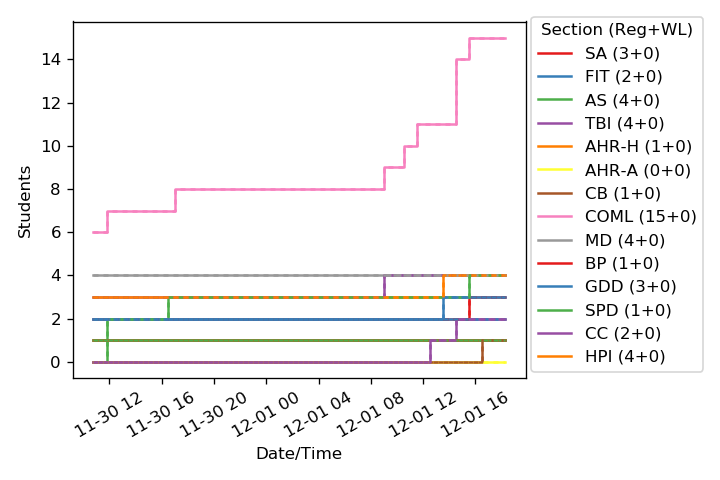 Section (Reg+WL)
SA (3+0)
FIT (2+0)
AS (4+0)
TBI (4+0)
AHR-H (1+0)
AHR-A (0+0)
CB (1+0)
COML (15+0)
MD (4+0)
BP (1+0)
GDD (3+0)
SPD (1+0)
CC (2+0)
HPI (4+0)
Students
14
12
10
8
6
4
2
0
11-30 12
11-30 16
11-30 20
12-01 00
12-01 04
12-01 08
12-01 12
12-01 16
Date/Time